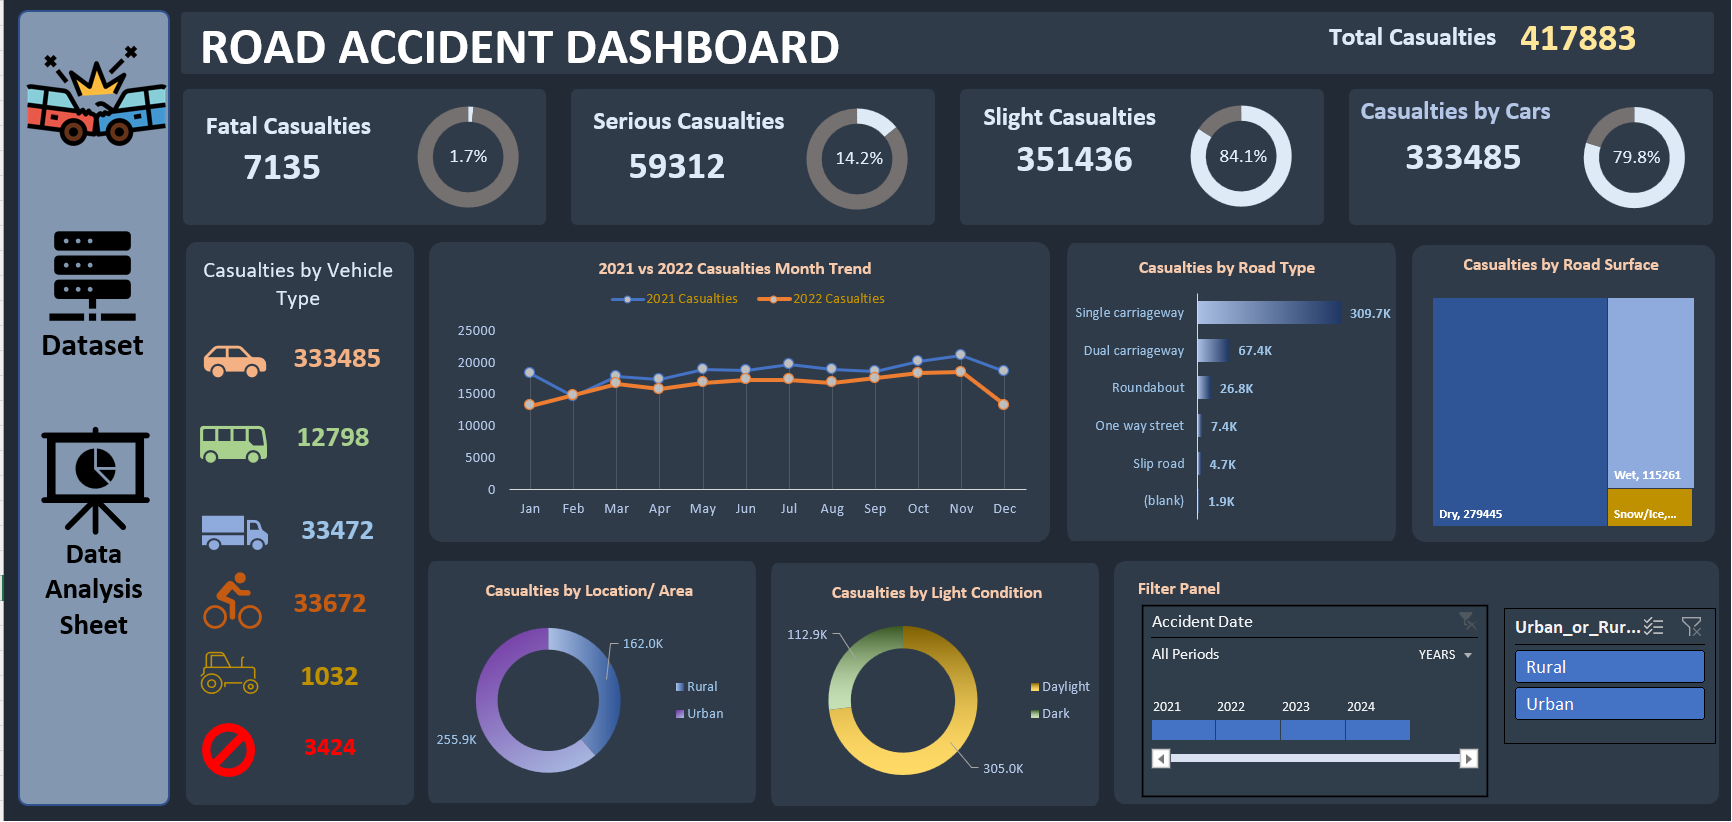 ROAD ACCIDENT DASHBOARD
Total Casualties 417883
Fatal Casualties
7135
1.7%
Serious Casualties
59312
14.2%
Slight Casualties
351436
84.1%
Casualties by Cars
333485
79.8%
Dataset
Data
Analysis
Sheet
Casualties by Vehicle
Type
333485
12798
33472
33672
1032
3424
2021 vs 2022 Casualties Month Trend
2021 Casualties 2022 Casualties
25000
20000
15000
10000
5000
0
Jan Feb Mar Apr May Jun Jul Aug Sep Oct Nov Dec
Casualties by Road Type
Single carriageway 309.7K
Dual carriageway 67.4K
Roundabout 26.8K
One way street 7.4K
Slip road 4.7K
(blank) 1.9K
Casualties by Road Surface
Wet, 115261
Dry, 279445
Snow/Ice,...
Casualties by Location/ Area
162.0K
Rural
Urban
255.9K
Casualties by Light Condition
112.9K
Daylight
Dark
305.0K
Filter Panel
Accident Date
All Periods YEARS
2021 2022 2023 2024
Urban_or_Rur...
Rural
Urban